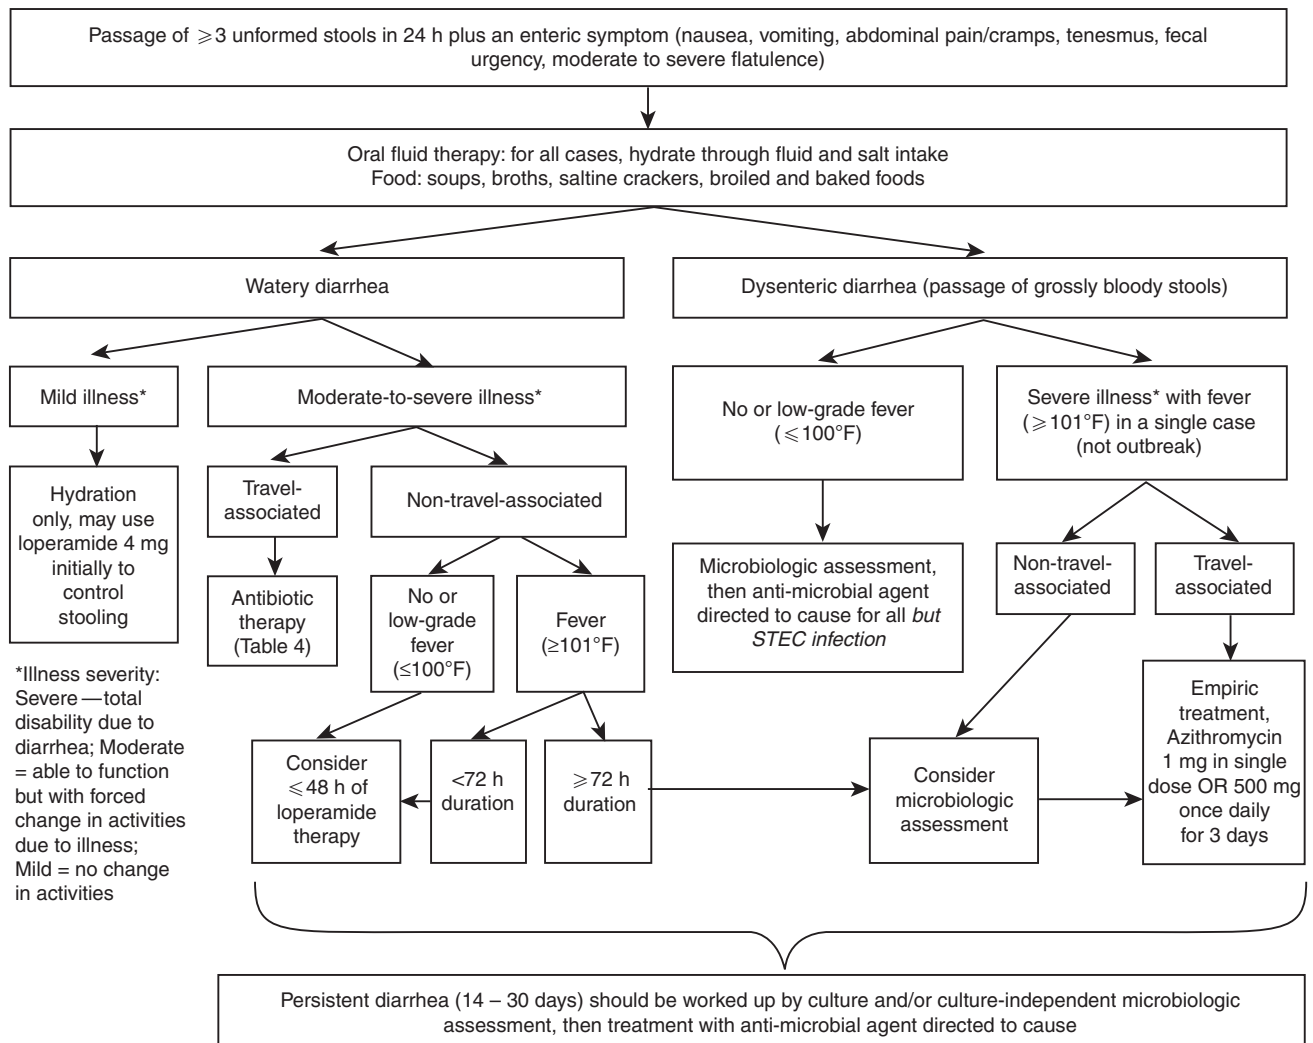 Passage of ⩾3 unformed stools in 24 h plus an enteric symptom (nausea, vomiting, abdominal pain/cramps, tenesmus, fecal
urgency, moderate to severe flatulence)
Oral fluid therapy: for all cases, hydrate through fluid and salt intake
Food: soups, broths, saltine crackers, broiled and baked foods
Watery diarrhea
Dysenteric diarrhea (passage of grossly bloody stools)
Mild illness*
Moderate-to-severe illness*
No or low-grade fever
(⩽100°F)
Severe illness* with fever
(⩾101°F) in a single case
(not outbreak)
Hydration
only, may use
loperamide 4 mg
initially to
control
stooling
Travel-
associated
Non-travel-associated
Antibiotic
therapy
(Table 4)
No or
low-grade
fever
(≤100°F)
Fever
(≥101°F)
Microbiologic assessment,
then anti-microbial agent
directed to cause for all but
STEC infection
Non-travel-
associated
Travel-
associated
*Illness severity:
Severe—total
disability due to
diarrhea; Moderate
= able to function
but with forced
change in activities
due to illness;
Mild = no change
in activities
Consider
⩽48 h of
loperamide
therapy
<72 h
duration
⩾72 h
duration
Consider
microbiologic
assessment
Empiric
treatment,
Azithromycin
1 mg in single
dose OR 500 mg
once daily
for 3 days
Persistent diarrhea (14 – 30 days) should be worked up by culture and/or culture-independent microbiologic
assessment, then treatment with anti-microbial agent directed to cause